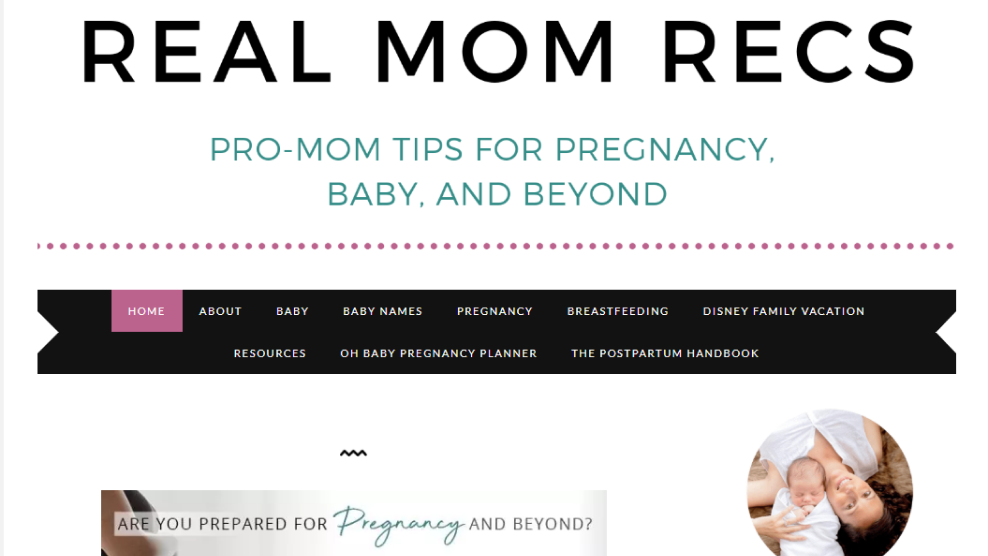 REAL MOM RECS
PRO-MOM TIPS FOR PREGNANCY,
BABY, AND BEYOND
HOME ABOUT BABY BABY NAMES PREGNANCY BREASTFEEDING DISNEY FAMILY VACATION
RESOURCES OH BABY PREGNANCY PLANNER THE POSTPARTUM HANDBOOK
ARE YOU PREPARED FOR Pregnancy AND BEYOND?